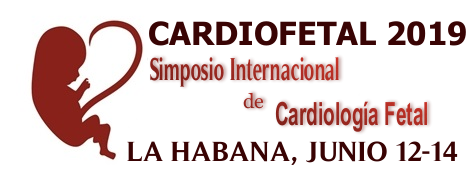 CARDIOFETAL 2019
Simposio Internacional
de
Cardiología Fetal
LA HABANA, JUNIO 12-14